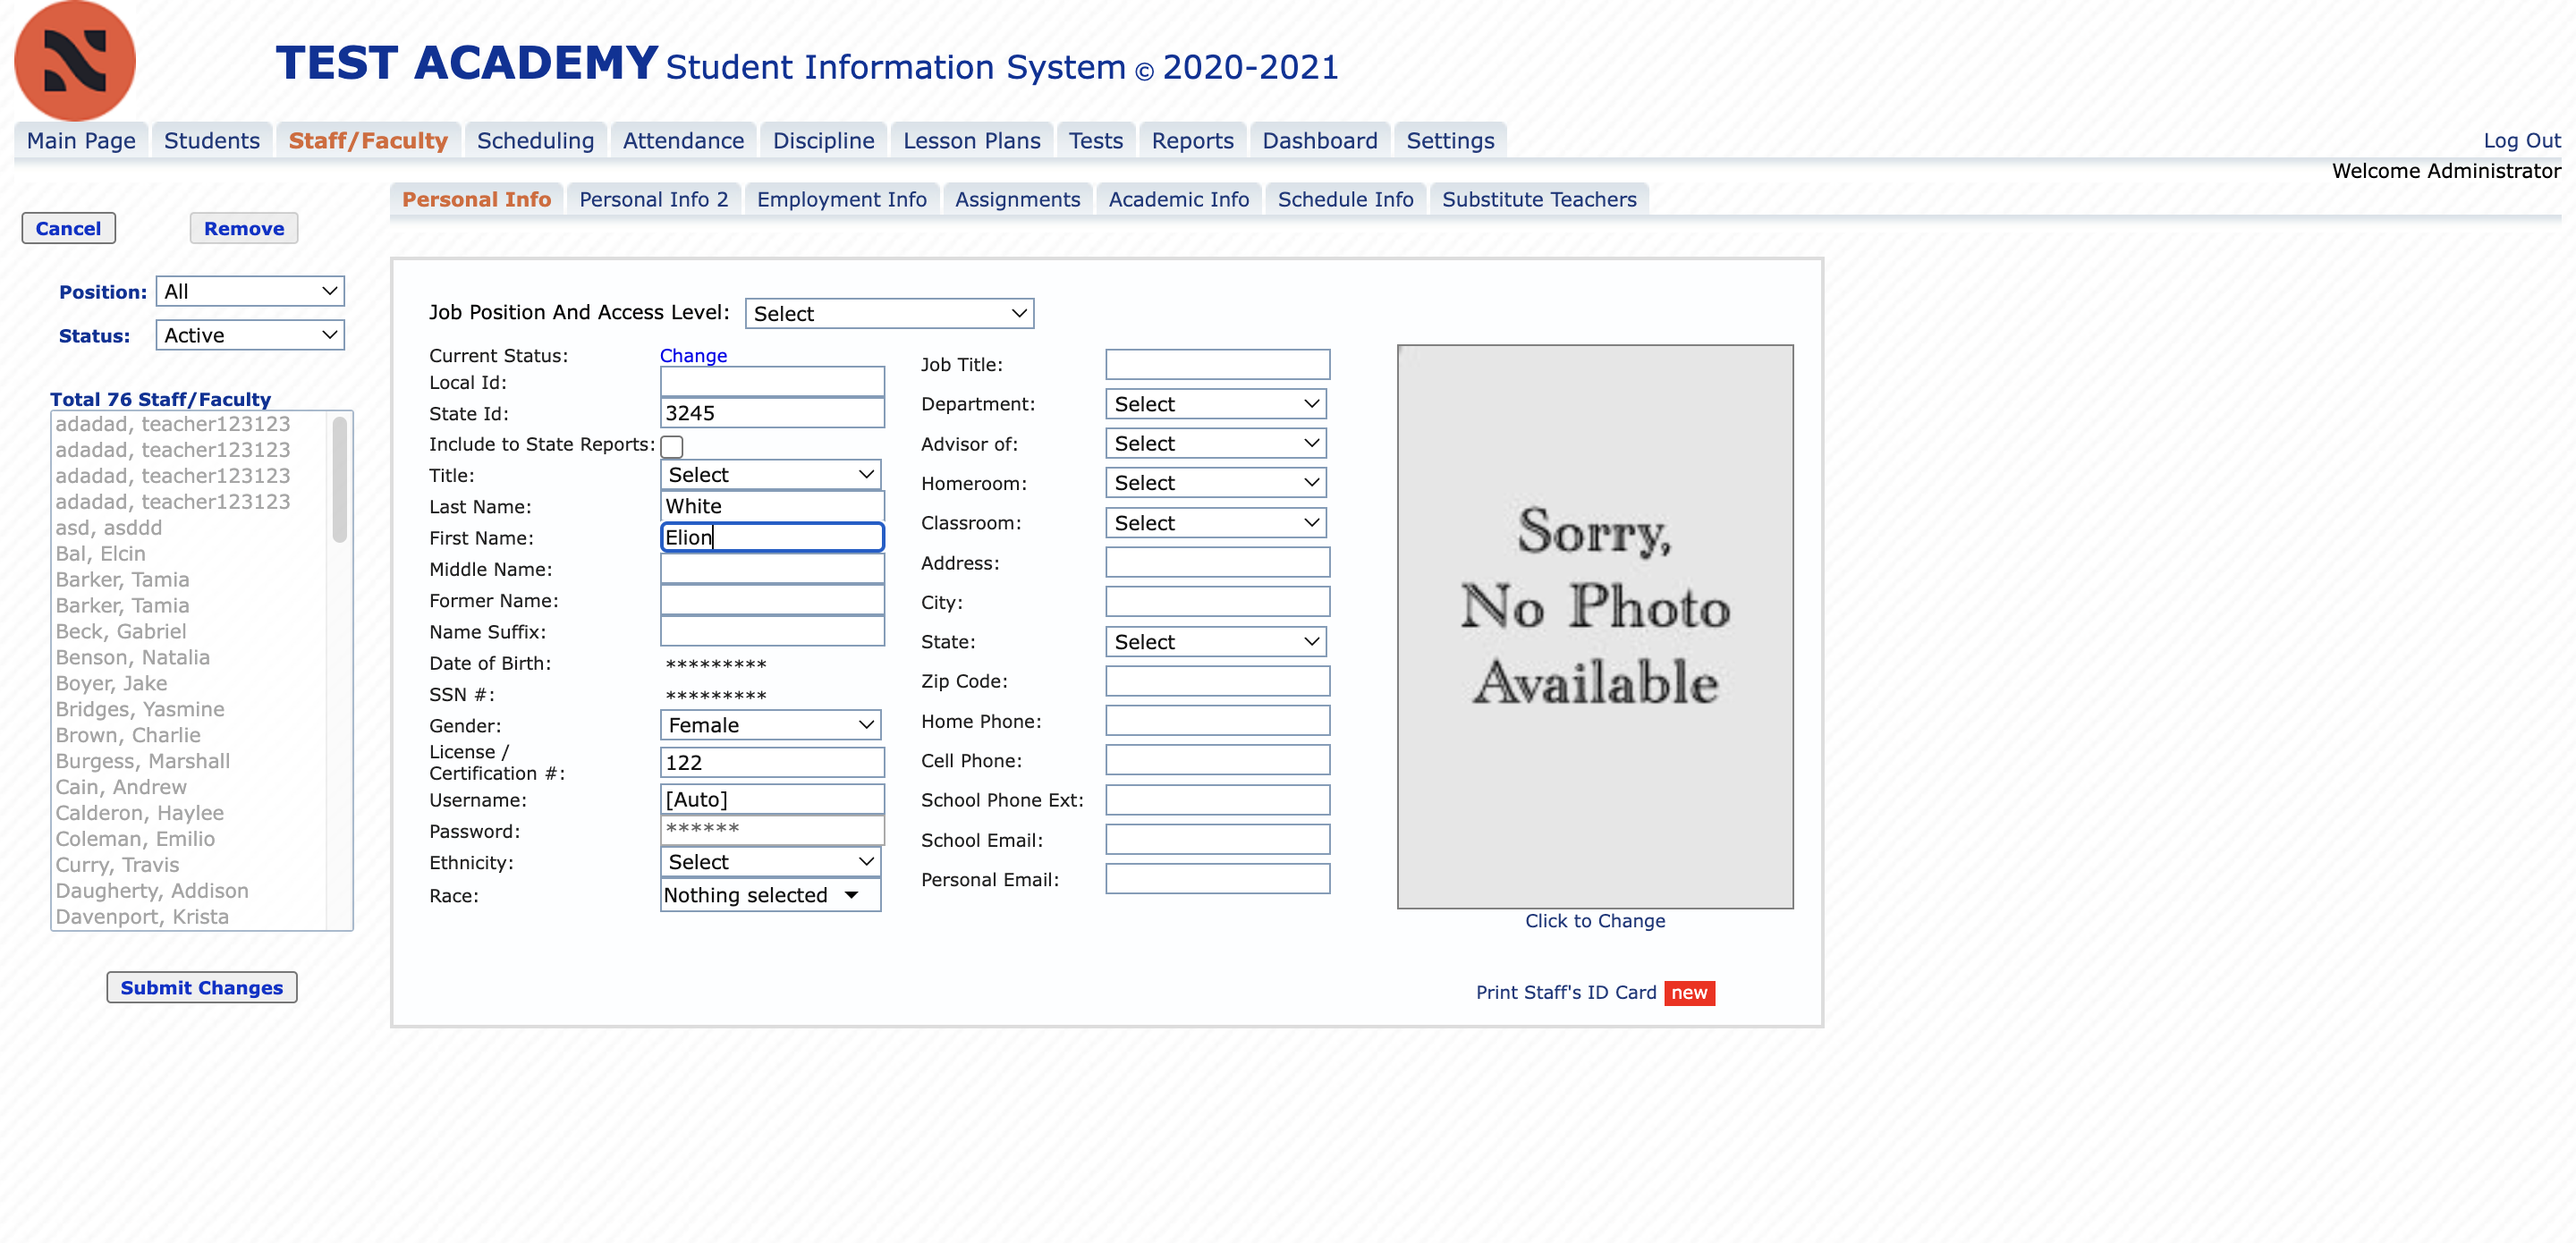 TEST ACADEMY Student Information System © 2020-2021
Main Page Students Staff/Faculty Scheduling Attendance Discipline Lesson Plans Tests Reports Dashboard Settings Log Out
Welcome Administrator
Personal Info Personal Info 2 Employment Info Assignments Academic Info Schedule Info Substitute Teachers
Cancel Remove
Position: All
Status: Active
Total 76 Staff/Faculty
adadad, teacher123123
adadad, teacher123123
adadad, teacher123123
adadad, teacher123123
asd, asddd
Bal, Elcin
Barker, Tamia
Barker, Tamia
Beck, Gabriel
Benson, Natalia
Boyer, Jake
Bridges, Yasmine
Brown, Charlie
Burgess, Marshall
Cain, Andrew
Calderon, Haylee
Coleman, Emilio
Curry, Travis
Daugherty, Addison
Davenport, Krista
Submit Changes
Job Position And Access Level: Select
Current Status: Change
Local Id:
State Id: 3245
Include to State Reports:
Title: Select
Last Name: White
First Name: Elion
Middle Name:
Former Name:
Name Suffix:
Date of Birth: *********
SSN #: *********
Gender: Female
License /
Certification #: 122
Username: [Auto]
Password: ******
Ethnicity: Select
Race: Nothing selected
Job Title:
Department: Select
Advisor of: Select
Homeroom: Select
Classroom: Select
Address:
City:
State: Select
Zip Code:
Home Phone:
Cell Phone:
School Phone Ext:
School Email:
Personal Email:
Sorry,
No Photo
Available
Click to Change
Print Staff's ID Card new